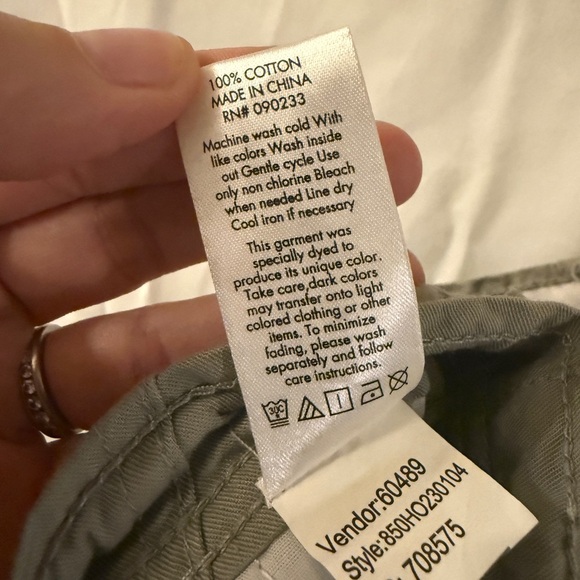 100% COTTON
MADE IN CHINA
RN# 090233
Machine wash cold With
like colors Wash inside
out Gentle cycle Use
only non chlorine Bleach
when needed Line dry
Cool iron if necessary
This garment was
specially dyed to
produce its unique color.
Take care,dark colors
may transfer onto light
colored clothing or other
items. To minimize
fading, please wash
separately and follow
care instructions.
30C
Vendor:60489
Style:850HO230104
708575